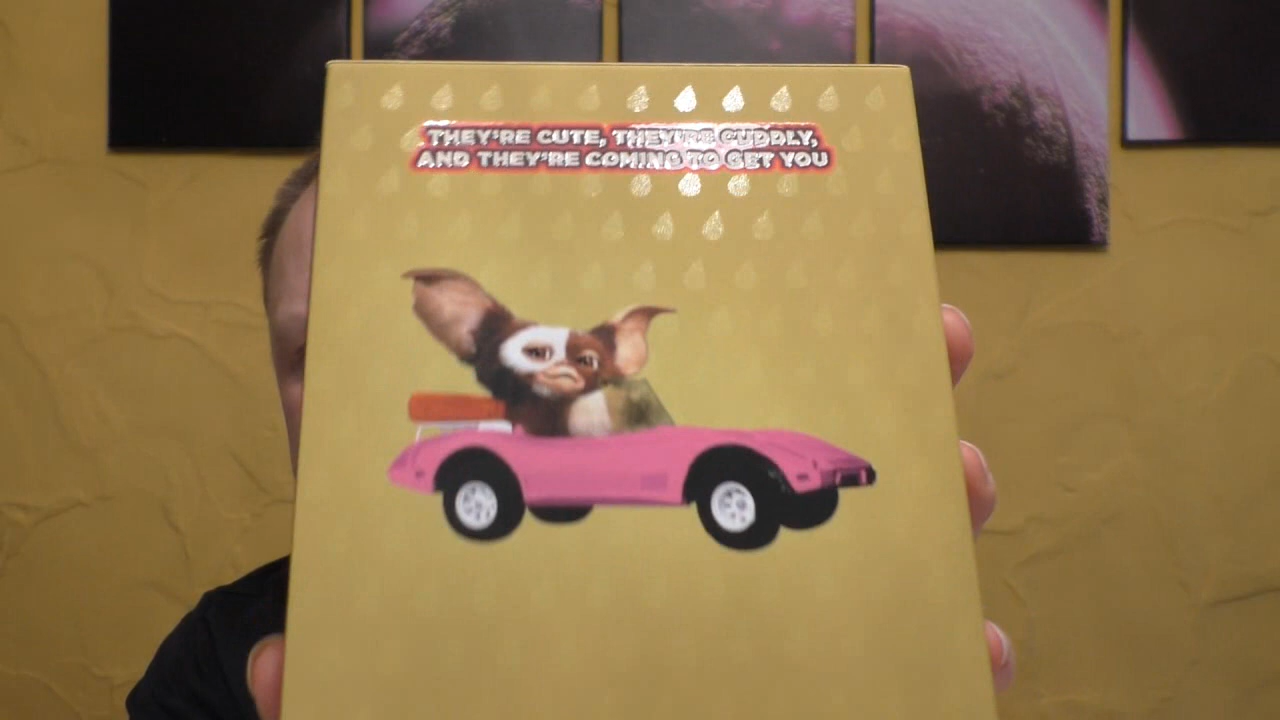 THEY'RE CUTE, THEY'RE CUDDLY,
AND THEY'RE COMING TO GET YOU